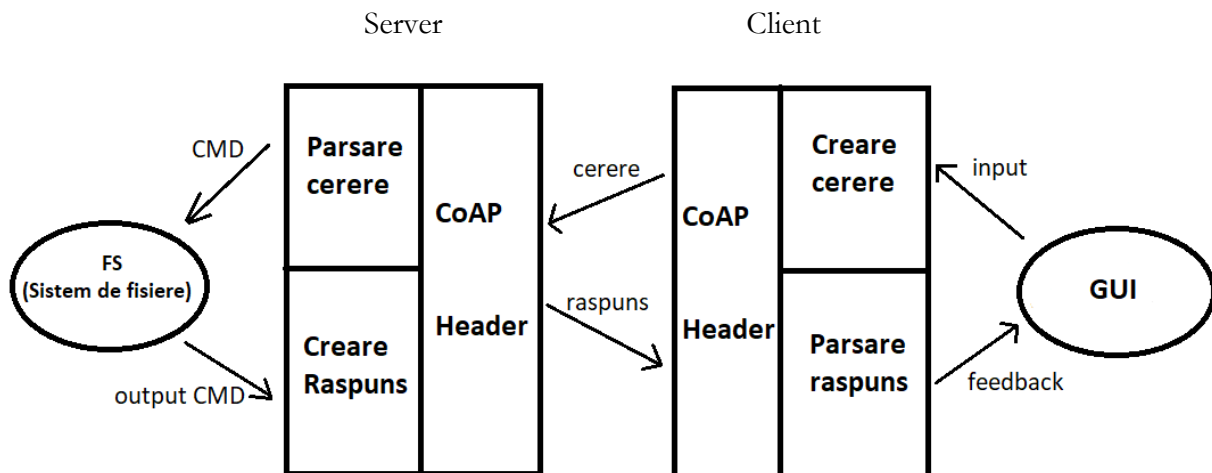 Server
Client
CMD
Parsare
cerere
cerere
Creare
cerere
input
CoAP
CoAP
FS
(Sistem de fisiere)
GUI
raspuns
Header
Header
Creare
Raspuns
Parsare
raspuns
output CMD
feedback